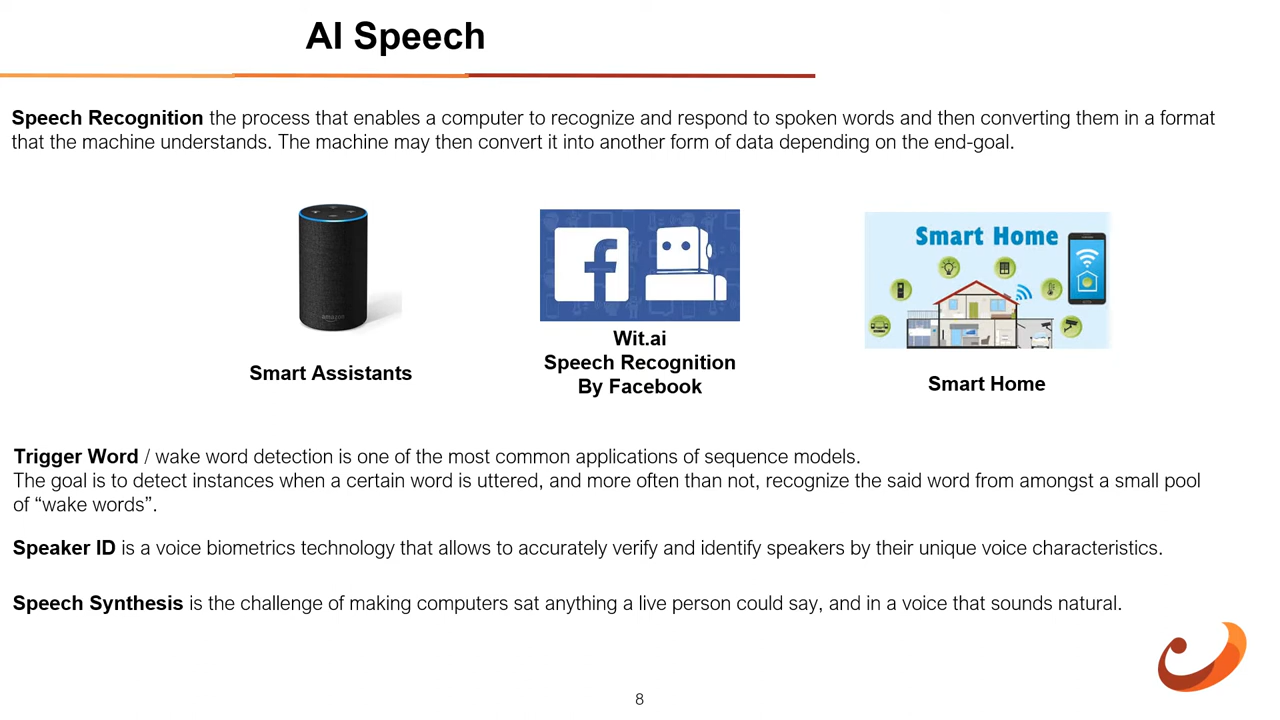 AI Speech
Speech Recognition the process that enables a computer to recognize and respond to spoken words and then converting them in a format
that the machine understands. The machine may then convert it into another form of data depending on the end-goal.
amazon
Smart Assistants
f
Wit.ai
Speech Recognition
By Facebook
Smart Home
Smart Home
Trigger Word / wake word detection is one of the most common applications of sequence models.
The goal is to detect instances when a certain word is uttered, and more often than not, recognize the said word from amongst a small pool
of “wake words”.
Speaker ID is a voice biometrics technology that allows to accurately verify and identify speakers by their unique voice characteristics.
Speech Synthesis is the challenge of making computers sat anything a live person could say, and in a voice that sounds natural.
8